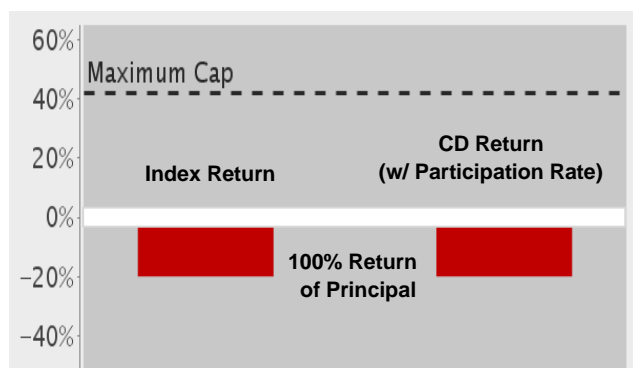 60%
Maximum Cap
40%
CD Return
20%
Index Return
(w/ Participation Rate)
0%
100% Return
−20%
of Principal
−40%